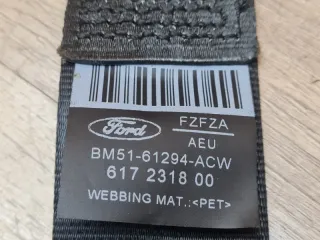 Ford
FZFZA
AEU
BM51-61294-ACW
617 2318 00
WEBBING MAT.:<PET>